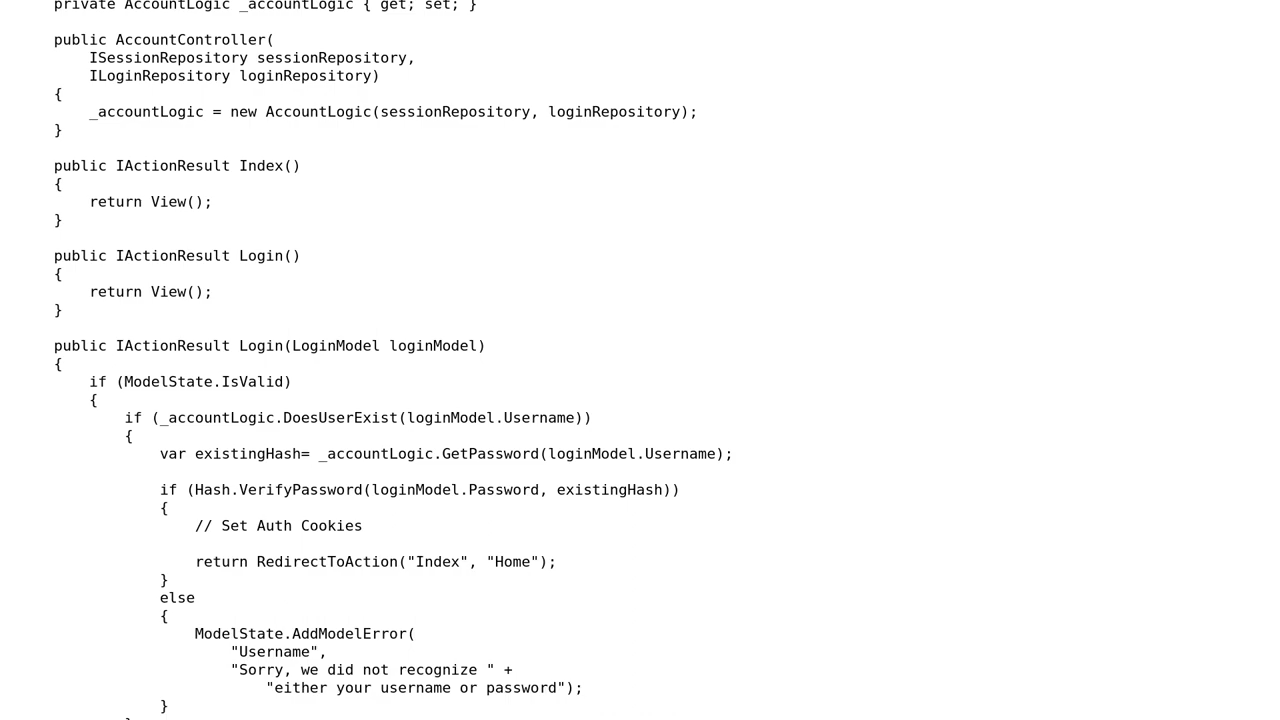 private AccountLogic _accountLogic { get; set; }
public AccountController(
ISessionRepository sessionRepository,
ILoginRepository loginRepository)
{
_accountLogic = new AccountLogic(sessionRepository, loginRepository);
}
public IActionResult Index()
{
return View();
}
public IActionResult Login()
{
return View();
}
public IActionResult Login(LoginModel loginModel)
{
if (ModelState.IsValid)
{
if (_accountLogic.DoesUserExist(loginModel.Username))
{
var existingHash= _accountLogic.GetPassword(loginModel.Username);
if (Hash.VerifyPassword(loginModel.Password, existingHash))
{
// Set Auth Cookies
return RedirectToAction("Index", "Home");
}
else
{
ModelState.AddModelError(
"Username",
"Sorry, we did not recognize " +
"either your username or password");
}